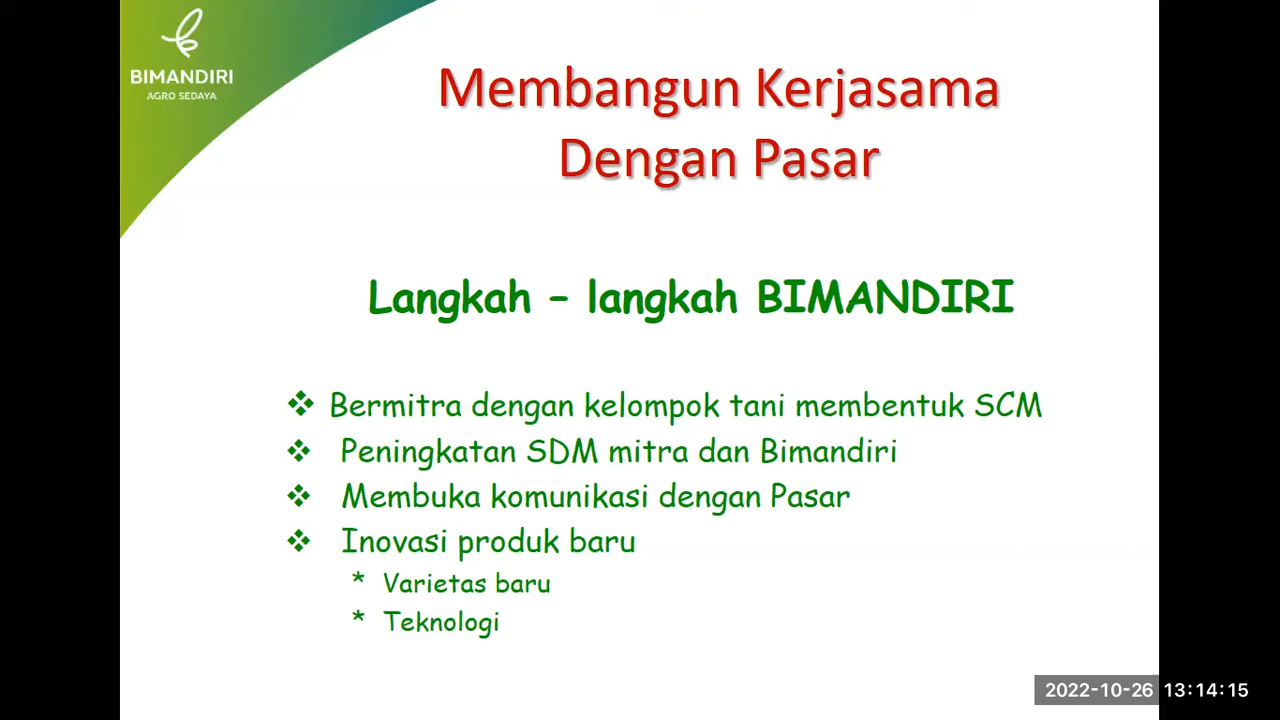 BIMANDIRI
AGRO SEDAYA
Membangun Kerjasama
Dengan Pasar
Langkah – langkah BIMANDIRI
❖ Bermitra dengan kelompok tani membentuk SCM
❖ Peningkatan SDM mitra dan Bimandiri
❖ Membuka komunikasi dengan Pasar
❖ Inovasi produk baru
* Varietas baru
* Teknologi
2022-10-26 13:14:15